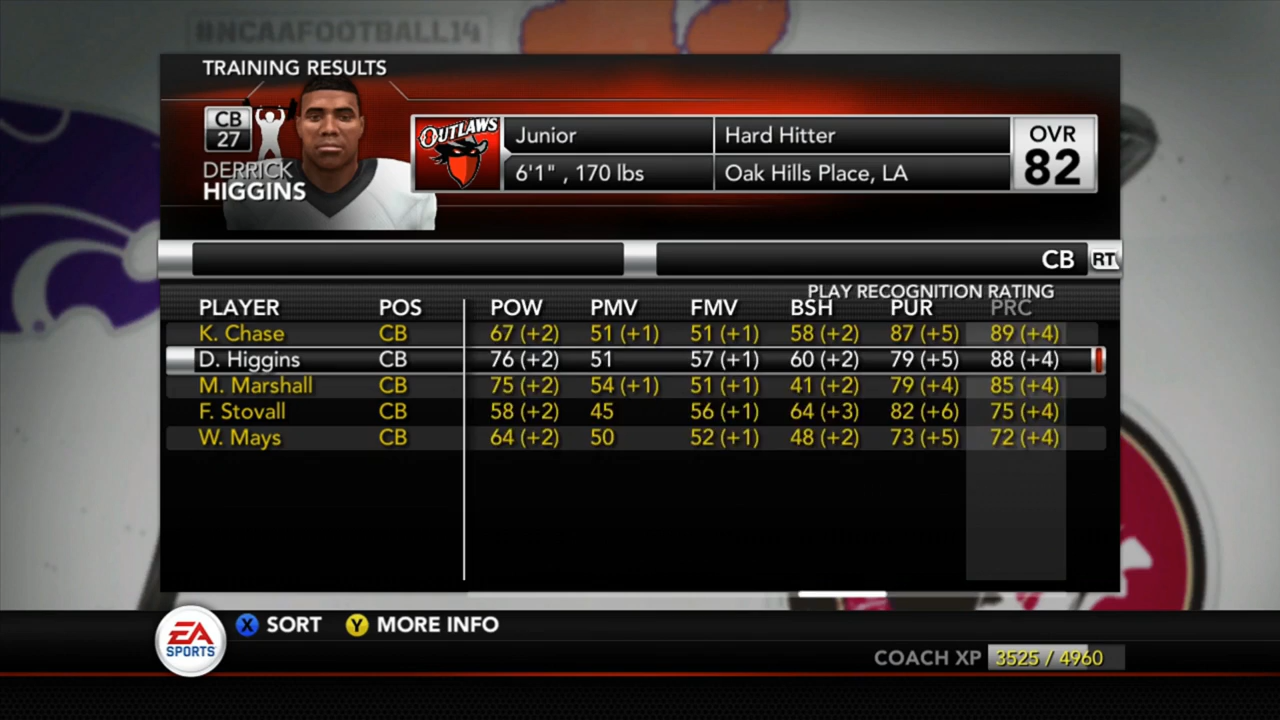 #NCAAFOOTBALL14
TRAINING RESULTS
CB
27
DERRICK
HIGGINS
OUTLAWS
Junior
Hard Hitter
6'1" , 170 lbs
Oak Hills Place, LA
OVR
82
CB RT
PLAY RECOGNITION RATING
PLAYER POS POW PMV FMV BSH PUR PRC
K. Chase CB 67 (+2) 51 (+1) 51 (+1) 58 (+2) 87 (+5) 89 (+4)
D. Higgins CB 76 (+2) 51 57 (+1) 60 (+2) 79 (+5) 88 (+4)
M. Marshall CB 75 (+2) 54 (+1) 51 (+1) 41 (+2) 79 (+4) 85 (+4)
F. Stovall CB 58 (+2) 45 56 (+1) 64 (+3) 82 (+6) 75 (+4)
W. Mays CB 64 (+2) 50 52 (+1) 48 (+2) 73 (+5) 72 (+4)
EA
SPORTS
X SORT Y MORE INFO
COACH XP 3525 / 4960